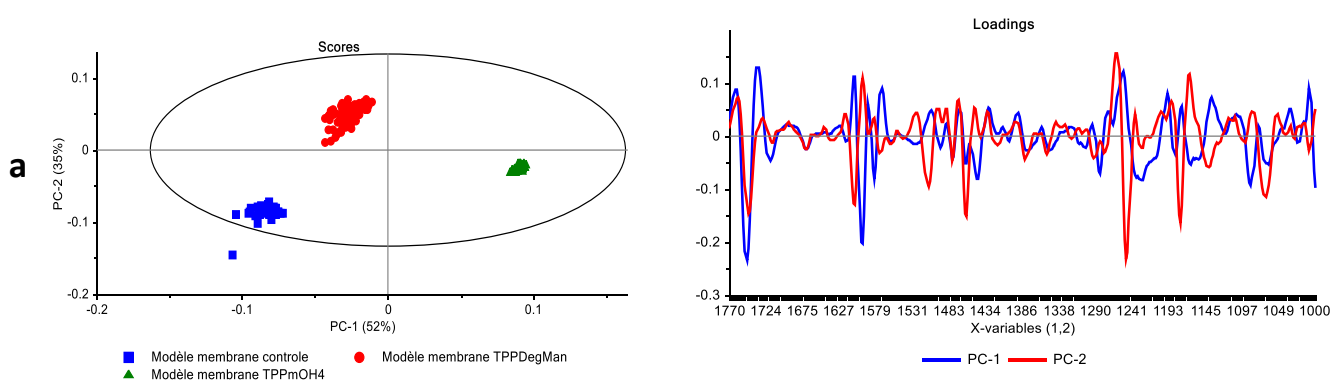 a
Scores
PC-2 (35%)
0.1
0
-0.1
-0.2
-0.2 -0.1 0 0.1
PC-1 (52%)
Modèle membrane controle
Modèle membrane TPPDegMan
Modèle membrane TPPmOH4
Loadings
0.1
0
-0.1
-0.2
-0.3
1770 1724 1675 1627 1579 1531 1483 1434 1386 1338 1290 1241 1193 1145 1097 1049 1000
X-variables (1,2)
PC-1 PC-2